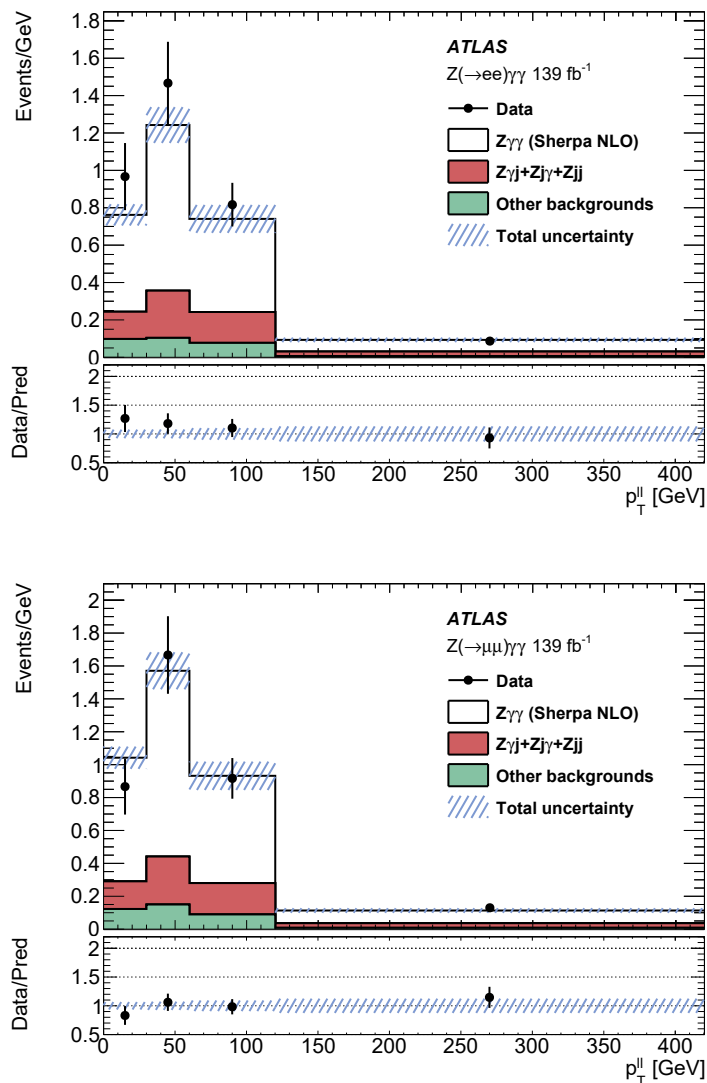 Events/GeV
1.8
1.6
1.4
1.2
1
0.8
0.6
0.4
0.2
0
ATLAS
Z(→ee)γγ 139 fb⁻¹
Data
Zγγ (Sherpa NLO)
Zγj+Zjγ+Zjj
Other backgrounds
Total uncertainty
Data/Pred
2
1.5
1
0.5
0 50 100 150 200 250 300 350 400
p_T^ll [GeV]
Events/GeV
2
1.8
1.6
1.4
1.2
1
0.8
0.6
0.4
0.2
0
ATLAS
Z(→μμ)γγ 139 fb⁻¹
Data
Zγγ (Sherpa NLO)
Zγj+Zjγ+Zjj
Other backgrounds
Total uncertainty
Data/Pred
2
1.5
1
0.5
0 50 100 150 200 250 300 350 400
p_T^ll [GeV]